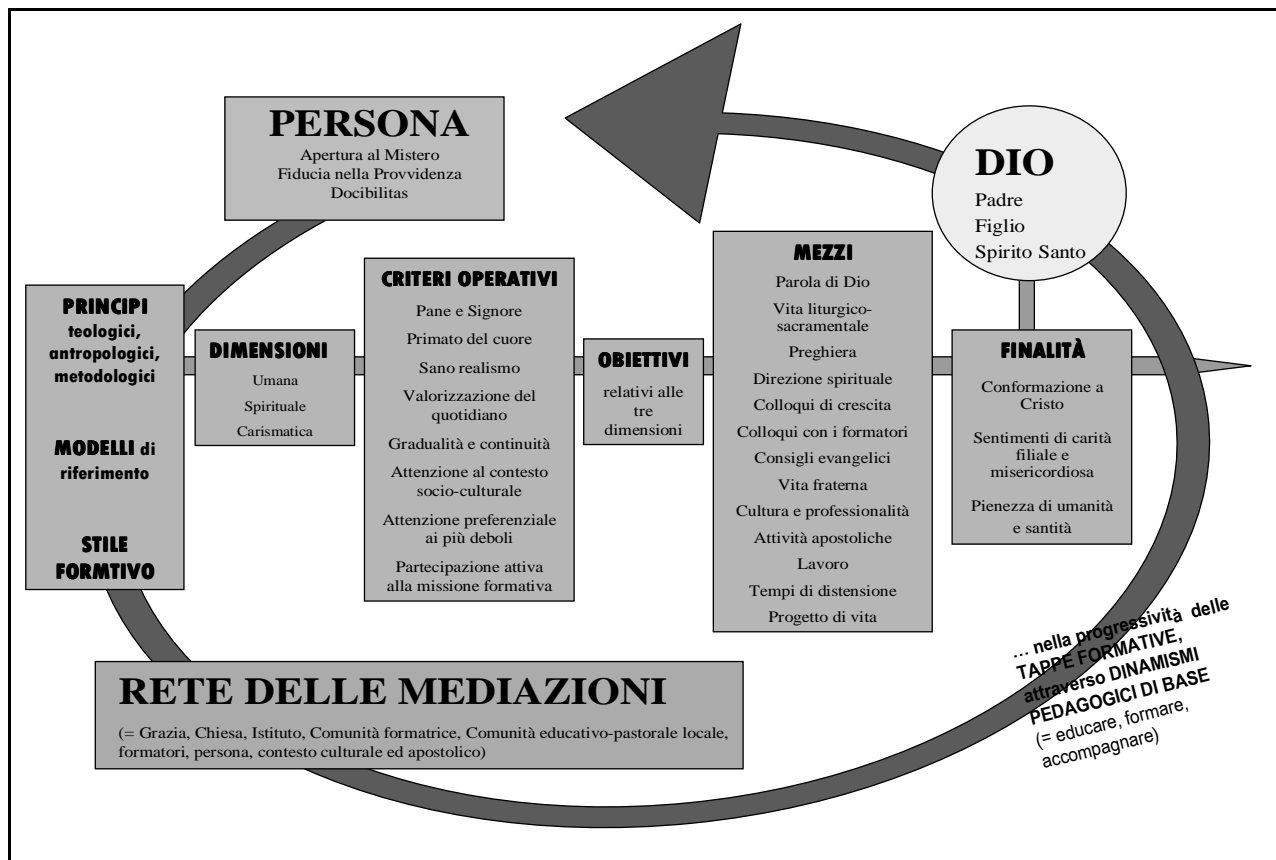 PERSONA
Apertura al Mistero
Fiducia nella Provvidenza
Docibilitas
DIO
Padre
Figlio
Spirito Santo
PRINCIPI
teologici,
antropologici,
metodologici
MODELLI di
riferimento
STILE
FORMTIVO
DIMENSIONI
Umana
Spirituale
Carismatica
CRITERI OPERATIVI
Pane e Signore
Primato del cuore
Sano realismo
Valorizzazione del
quotidiano
Gradualità e continuità
Attenzione al contesto
socio-culturale
Attenzione preferenziale
ai più deboli
Partecipazione attiva
alla missione formativa
OBIETTIVI
relativi alle
tre
dimensioni
MEZZI
Parola di Dio
Vita liturgico-
sacramentale
Preghiera
Direzione spirituale
Colloqui di crescita
Colloqui con i formatori
Consigli evangelici
Vita fraterna
Cultura e professionalità
Attività apostoliche
Lavoro
Tempi di distensione
Progetto di vita
FINALITÀ
Conformazione a
Cristo
Sentimenti di carità
filiale e
misericordiosa
Pienezza di umanità
e santità
RETE DELLE MEDIAZIONI
(= Grazia, Chiesa, Istituto, Comunità formatrice, Comunità educativo-pastorale locale,
formatori, persona, contesto culturale ed apostolico)
... nella progressività delle
TAPPE FORMATIVE,
attraverso DINAMISMI
PEDAGOGICI DI BASE
(= educare, formare,
accompagnare)